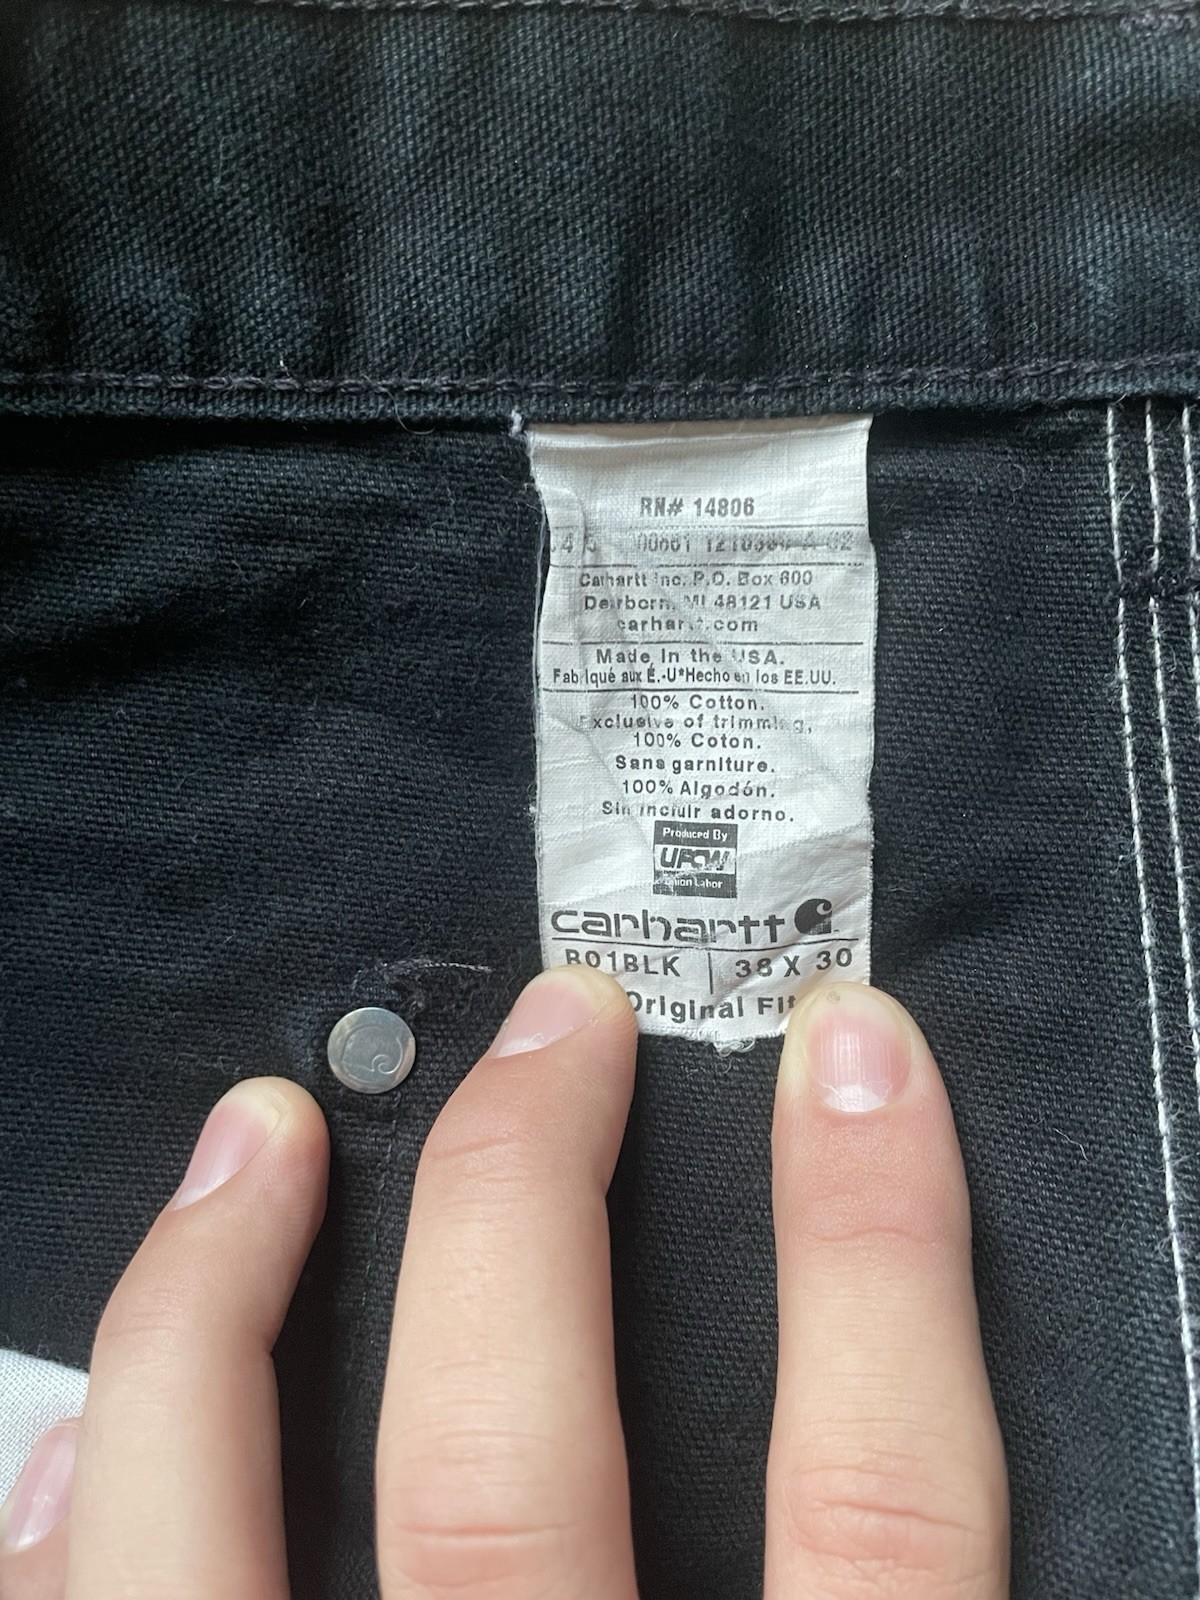 RN# 14806
Carhartt Inc. P.O. Box 600
Dearborn, MI 48121 USA
carhartt.com
Made In the USA.
Fabriqué aux É.-U*Hecho en los EE.UU.
100% Cotton.
Exclusive of trimming,
100% Coton.
Sans garniture.
100% Algodón.
Sin incluir adorno.
Produced By
UFCW
Union Labor
carhartt
B01BLK 38 X 30
Original Fit